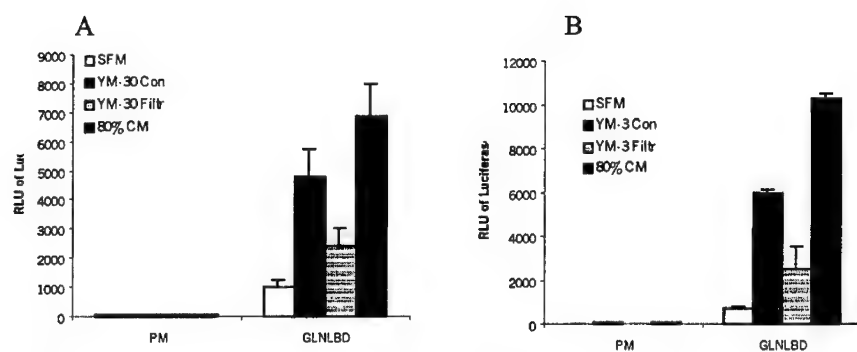 A
RLU of Luc
9000
8000
7000
6000
5000
4000
3000
2000
1000
0
SFM
YM-30 Con
YM-30 Filtr
80% CM
PM
GLNLBD
B
RLU of Luciferas
12000
10000
8000
6000
4000
2000
0
SFM
YM-3 Con
YM-3 Filtr
80% CM
PM
GLNLBD